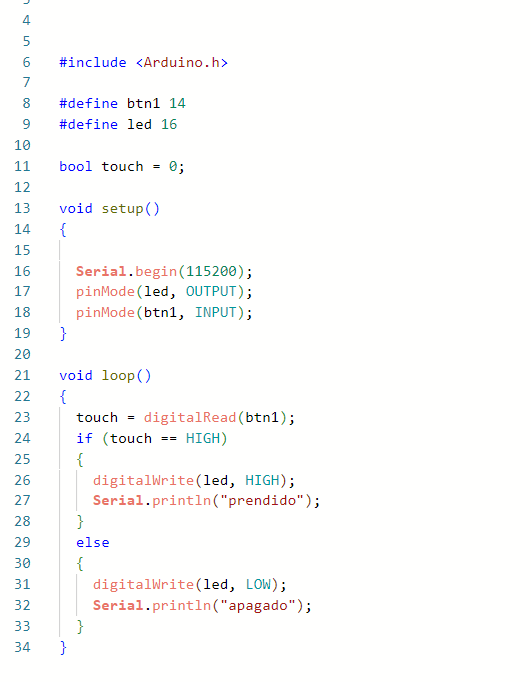 4
5
6 #include <Arduino.h>
7
8 #define btn1 14
9 #define led 16
10
11 bool touch = 0;
12
13 void setup()
14 {
15
16   Serial.begin(115200);
17   pinMode(led, OUTPUT);
18   pinMode(btn1, INPUT);
19 }
20
21 void loop()
22 {
23   touch = digitalRead(btn1);
24   if (touch == HIGH)
25   {
26     digitalWrite(led, HIGH);
27     Serial.println("prendido");
28   }
29   else
30   {
31     digitalWrite(led, LOW);
32     Serial.println("apagado");
33   }
34 }